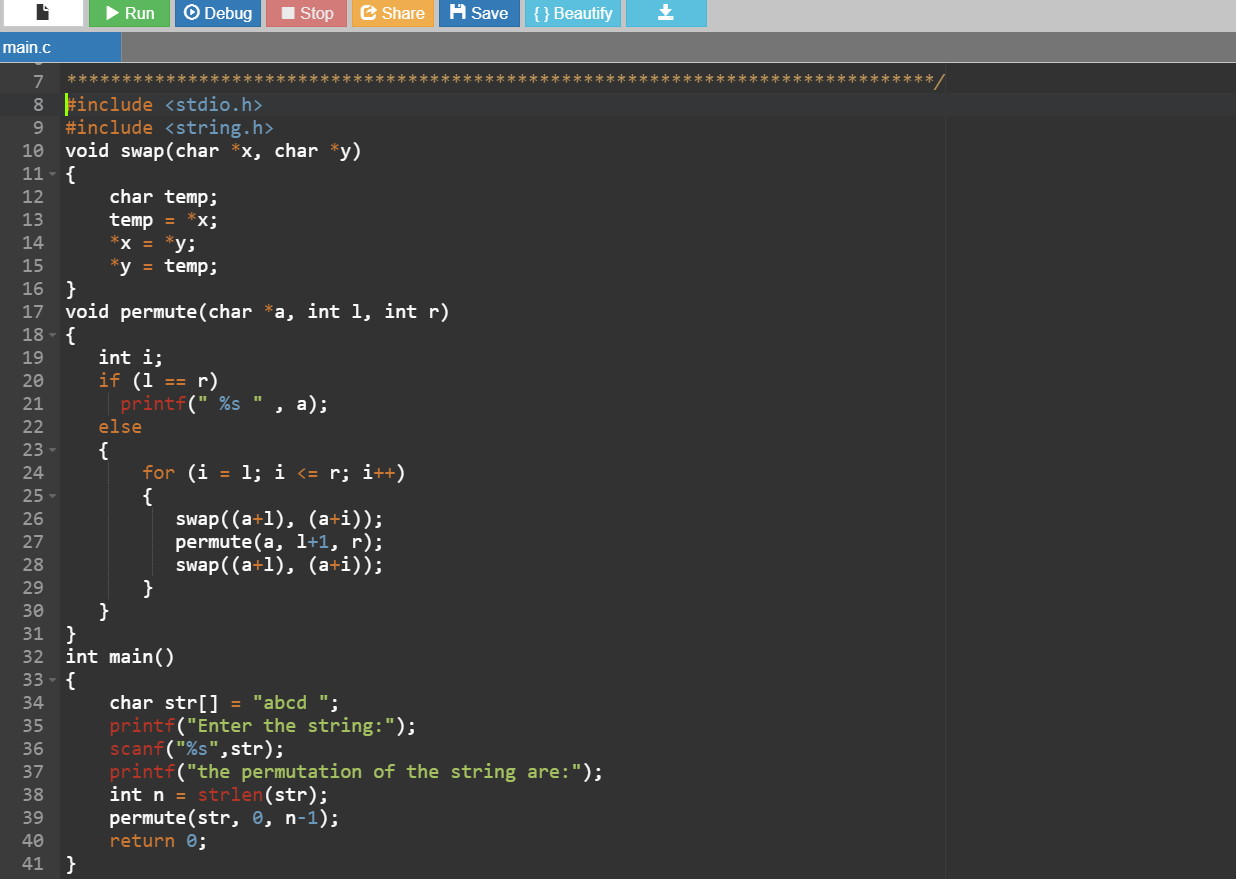 Run Debug Stop Share Save { } Beautify
main.c
7 *******************************************************************************/
8 #include <stdio.h>
9 #include <string.h>
10 void swap(char *x, char *y)
11 {
12     char temp;
13     temp = *x;
14     *x = *y;
15     *y = temp;
16 }
17 void permute(char *a, int l, int r)
18 {
19    int i;
20    if (l == r)
21      printf(" %s " , a);
22    else
23    {
24        for (i = l; i <= r; i++)
25        {
26           swap((a+l), (a+i));
27           permute(a, l+1, r);
28           swap((a+l), (a+i));
29        }
30    }
31 }
32 int main()
33 {
34     char str[] = "abcd ";
35     printf("Enter the string:");
36     scanf("%s",str);
37     printf("the permutation of the string are:");
38     int n = strlen(str);
39     permute(str, 0, n-1);
40     return 0;
41 }